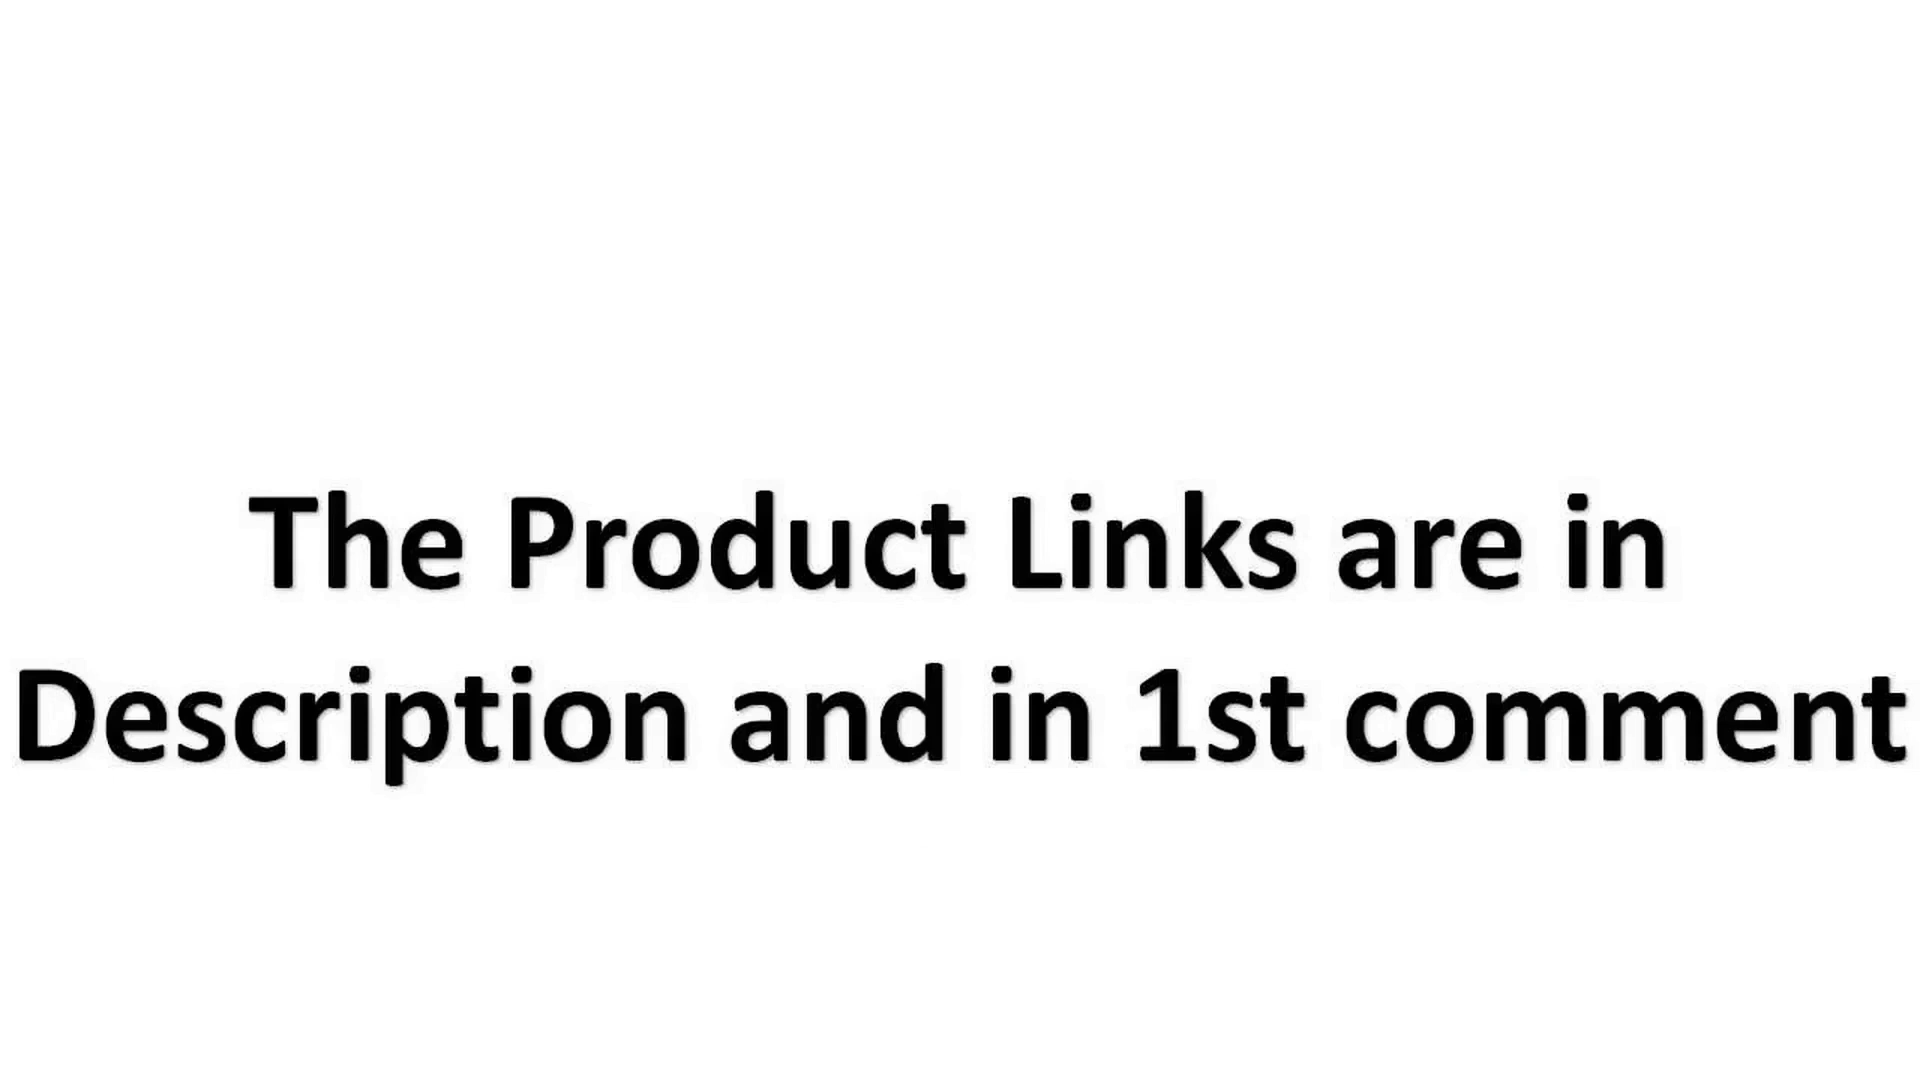 The Product Links are in
Description and in 1st comment